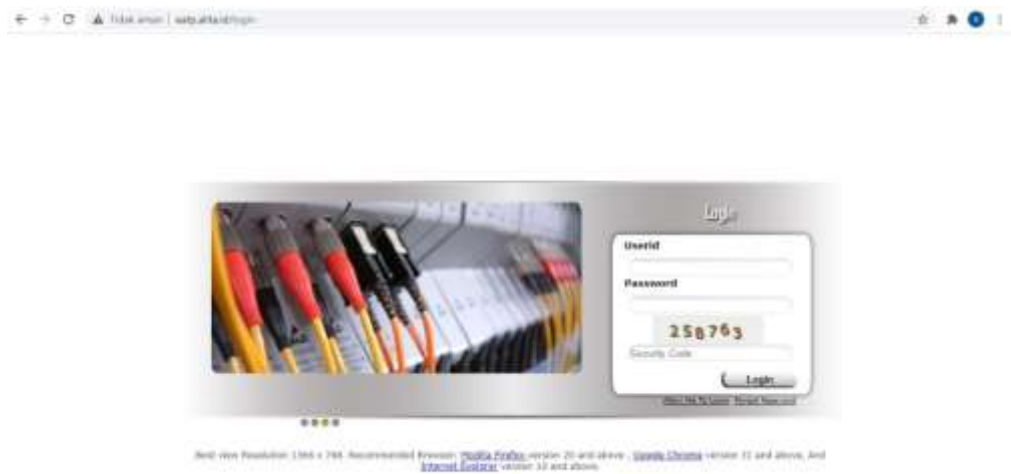 Tidak aman
Login
Userid
Password
258763
Security Code
Login
Best view Resolution 1366 x 768. Recommended Browser: Mozilla Firefox version 20 and above, Google Chrome version 31 and above, And
Internet Explorer version 10 and above.